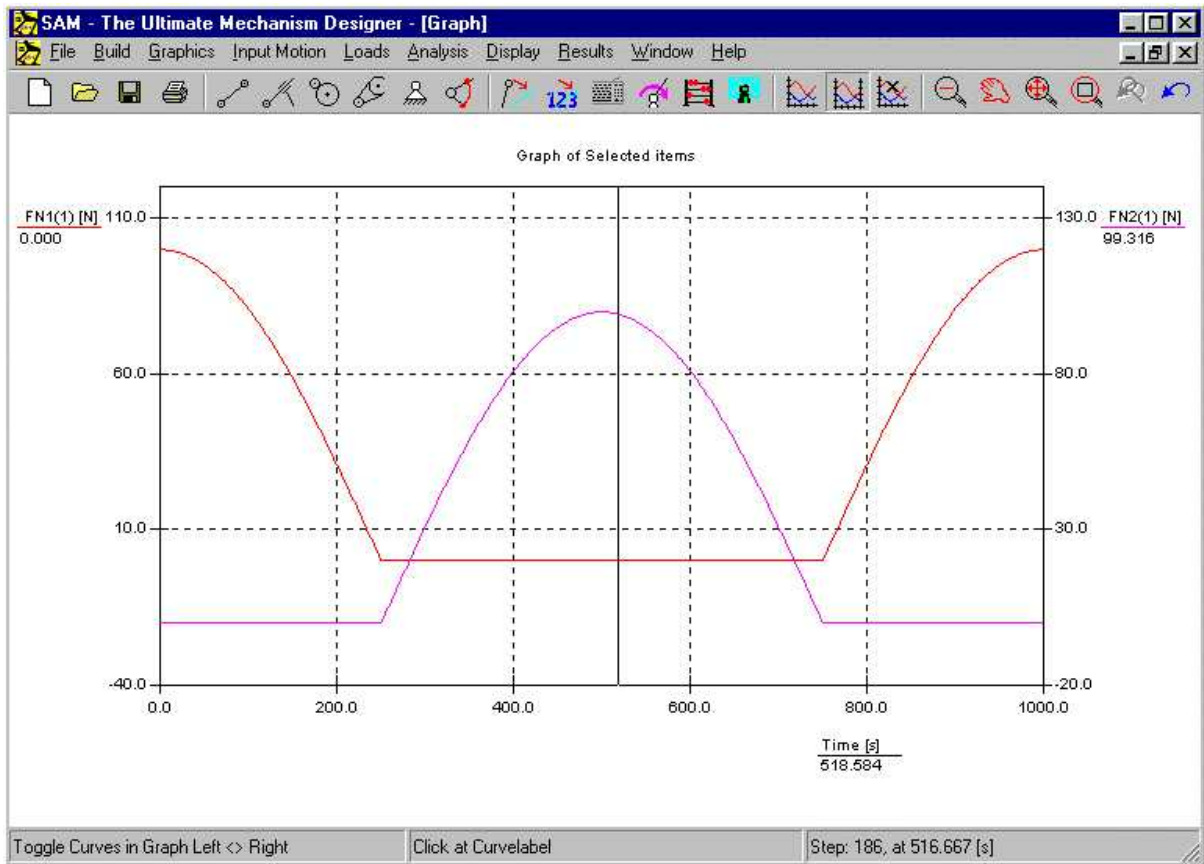 SAM - The Ultimate Mechanism Designer - [Graph]
File Build Graphics Input Motion Loads Analysis Display Results Window Help
123
Graph of Selected items
FN1(1) [N] 110.0 130.0 FN2(1) [N]
0.000 99.316
60.0 80.0
10.0 30.0
-40.0 -20.0
0.0 200.0 400.0 600.0 800.0 1000.0
Time [s]
518.584
Toggle Curves in Graph Left <> Right Click at Curvelabel Step: 186, at 516.667 [s]